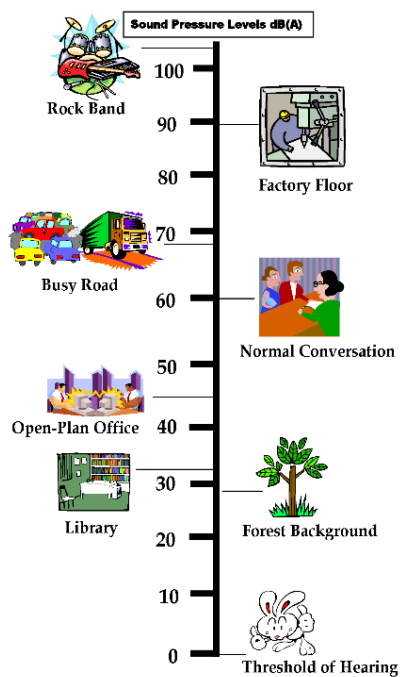 Sound Pressure Levels dB(A)
100
Rock Band
90
Factory Floor
80
70
Busy Road
60
Normal Conversation
50
Open-Plan Office
40
30
Library
Forest Background
20
10
0
Threshold of Hearing